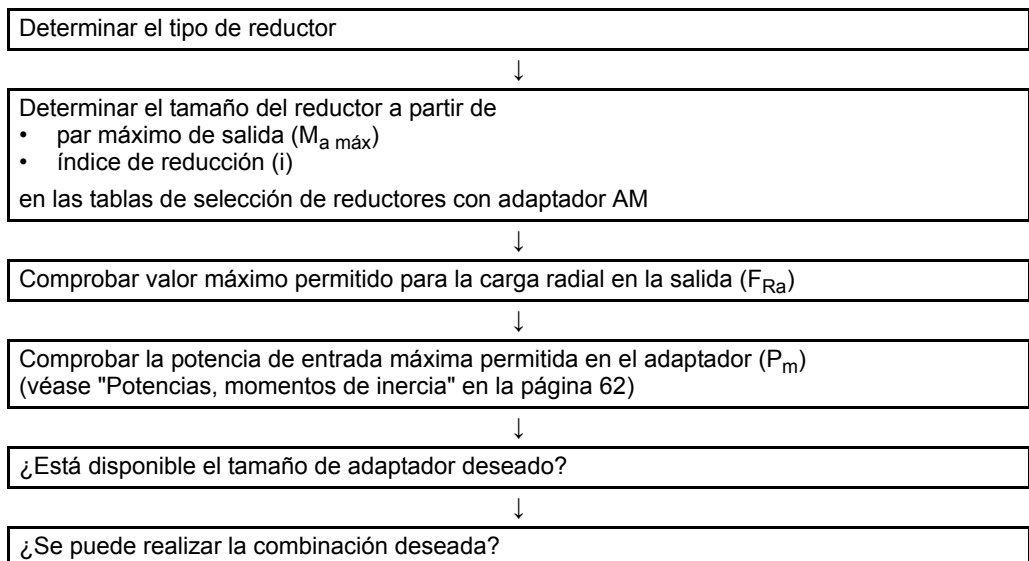 Determinar el tipo de reductor
↓
Determinar el tamaño del reductor a partir de
• par máximo de salida (Ma máx)
• índice de reducción (i)
en las tablas de selección de reductores con adaptador AM
↓
Comprobar valor máximo permitido para la carga radial en la salida (FRa)
↓
Comprobar la potencia de entrada máxima permitida en el adaptador (Pm)
(véase "Potencias, momentos de inercia" en la página 62)
↓
¿Está disponible el tamaño de adaptador deseado?
↓
¿Se puede realizar la combinación deseada?